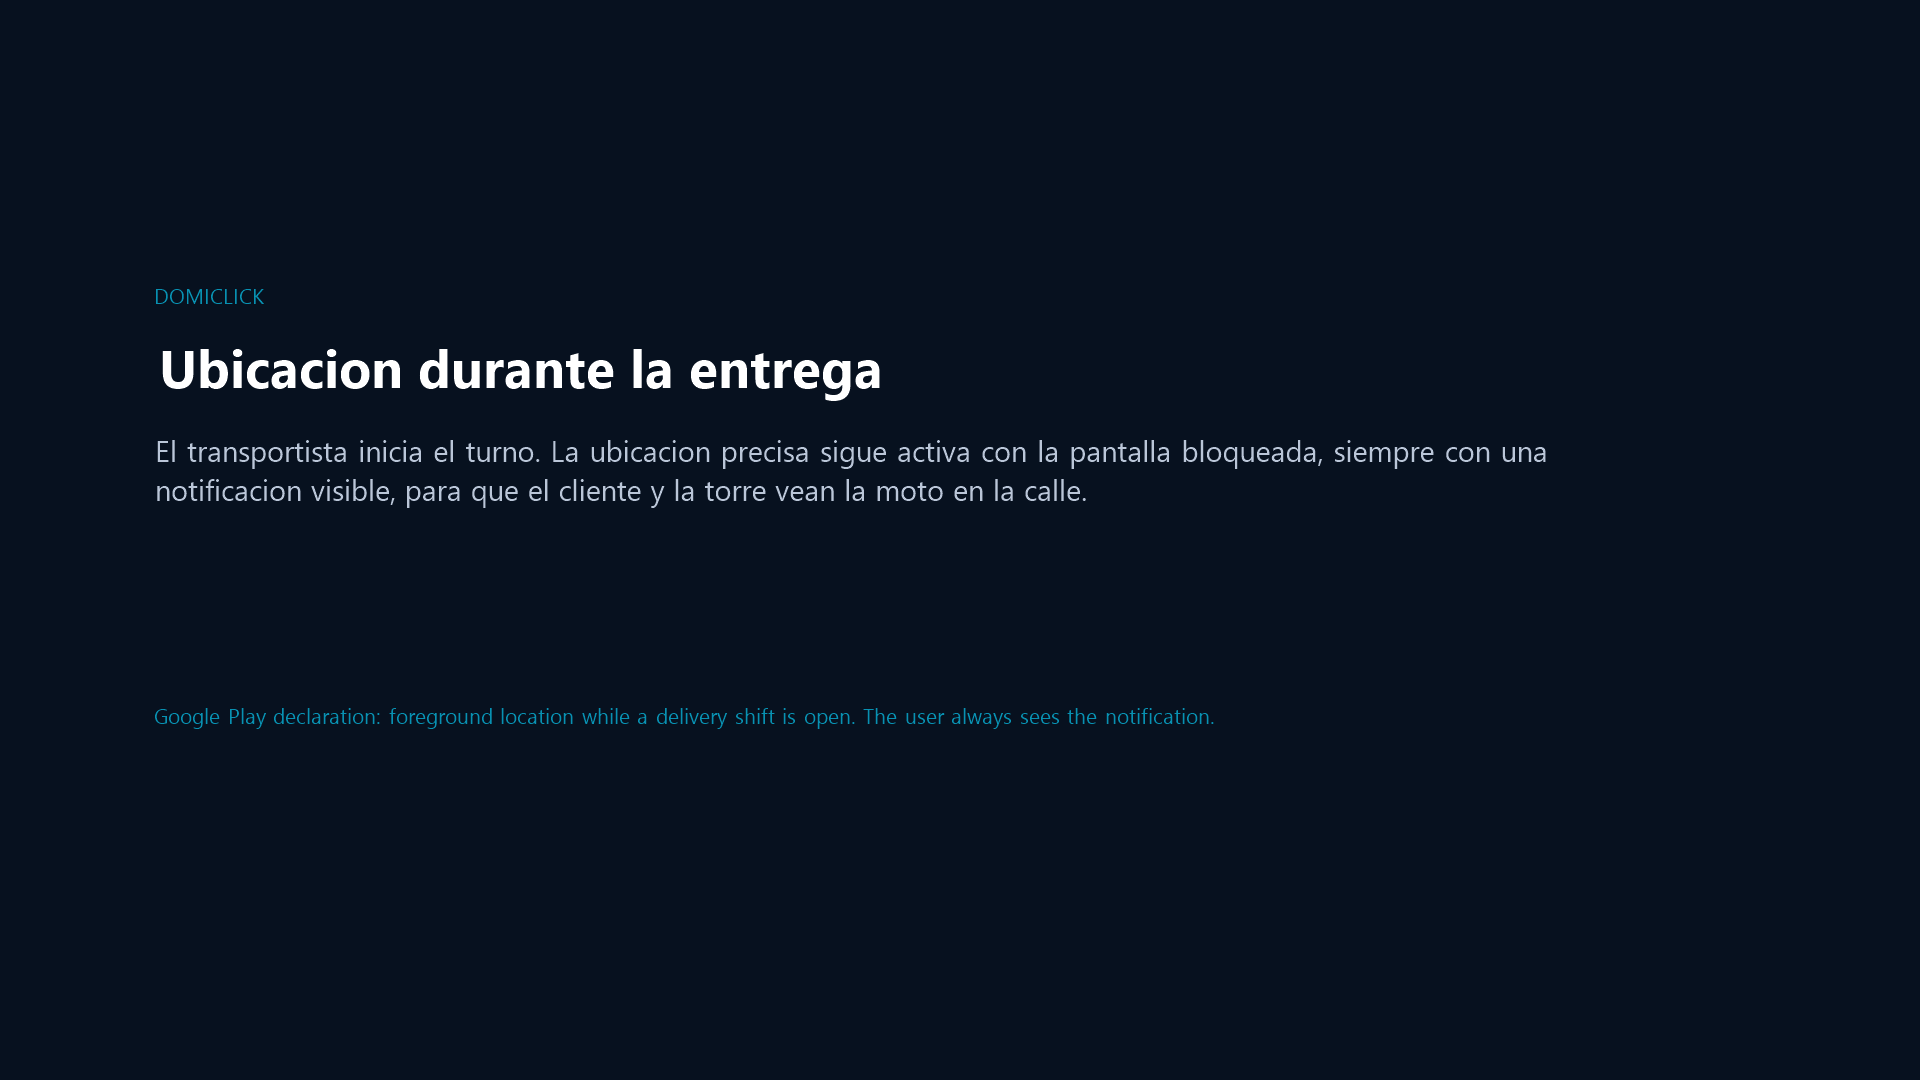 DOMICLICK
Ubicacion durante la entrega
El transportista inicia el turno. La ubicacion precisa sigue activa con la pantalla bloqueada, siempre con una
notificacion visible, para que el cliente y la torre vean la moto en la calle.
Google Play declaration: foreground location while a delivery shift is open. The user always sees the notification.